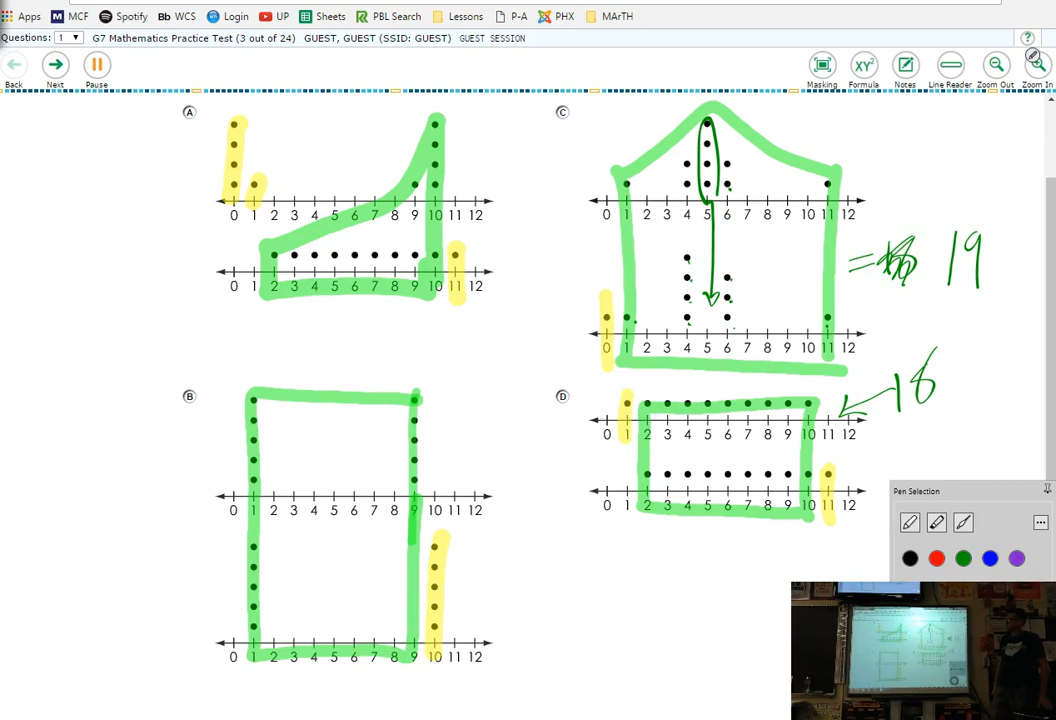 Apps MCF Spotify WCS Login UP Sheets PBL Search Lessons P-A PHX MArTH
Questions: 1 G7 Mathematics Practice Test (3 out of 24) GUEST, GUEST (SSID: GUEST) GUEST SESSION
Back Next Pause Masking Formula Notes Line Reader Zoom Out Zoom In
XY²
A
0 1 2 3 4 5 6 7 8 9 10 11 12
0 1 2 3 4 5 6 7 8 9 10 11 12
C
0 1 2 3 4 5 6 7 8 9 10 11 12
= 19
0 1 2 3 4 5 6 7 8 9 10 11 12
B
0 1 2 3 4 5 6 7 8 9 10 11 12
0 1 2 3 4 5 6 7 8 9 10 11 12
D
18
0 1 2 3 4 5 6 7 8 9 10 11 12
0 1 2 3 4 5 6 7 8 9 10 11 12
Pen Selection